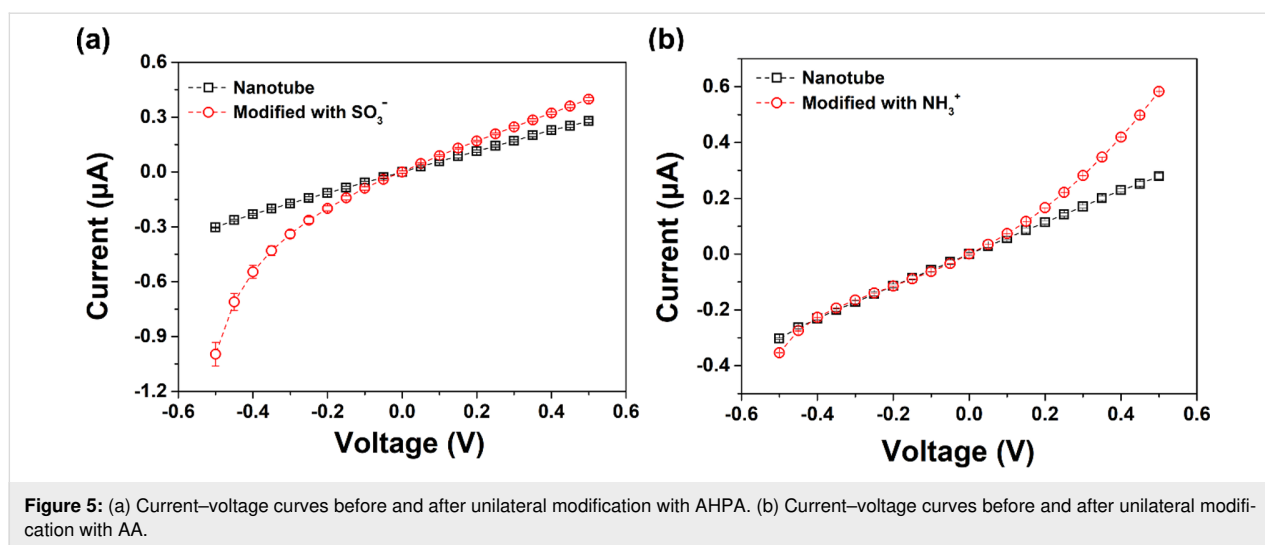 (a)
0.6
0.3
0.0
-0.3
-0.6
-0.9
-1.2
Current (µA)
Nanotube
Modified with SO₃⁻
-0.6 -0.4 -0.2 0.0 0.2 0.4 0.6
Voltage (V)
(b)
0.6
0.4
0.2
0.0
-0.2
-0.4
Current (µA)
Nanotube
Modified with NH₃⁺
-0.6 -0.4 -0.2 0.0 0.2 0.4 0.6
Voltage (V)
Figure 5: (a) Current–voltage curves before and after unilateral modification with AHPA. (b) Current–voltage curves before and after unilateral modifi-
cation with AA.